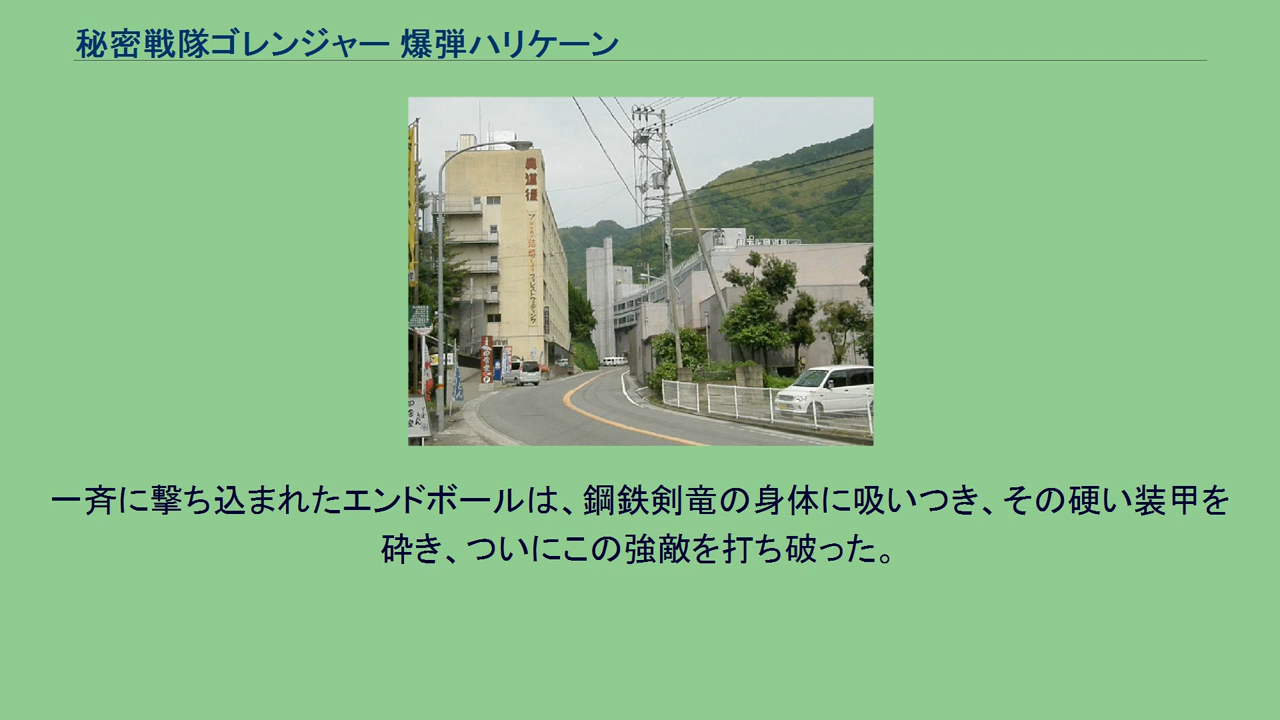 秘密戦隊ゴレンジャー 爆弾ハリケーン
奥道後
一斉に撃ち込まれたエンドボールは、鋼鉄剣竜の身体に吸いつき、その硬い装甲を
砕き、ついにこの強敵を打ち破った。